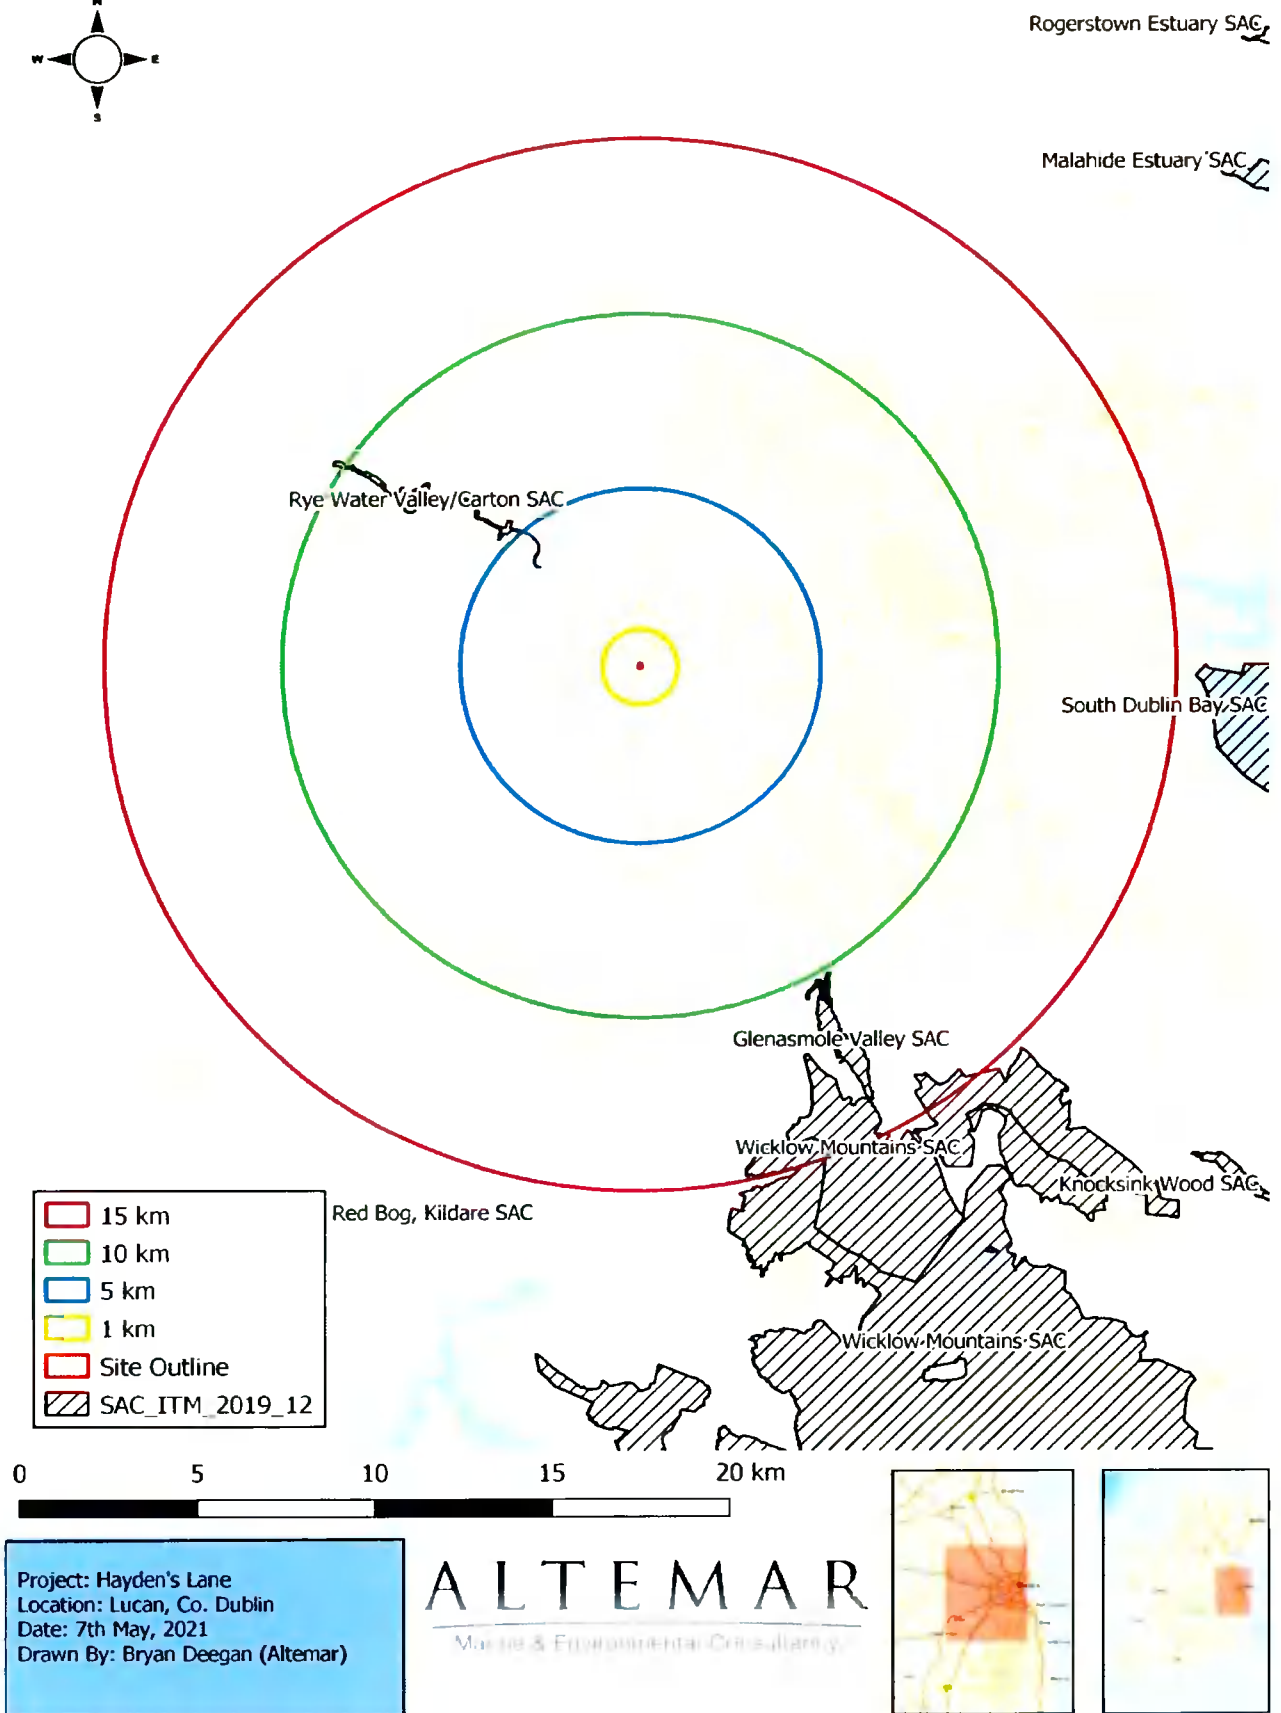 N
W E
S
Rogerstown Estuary SAC
Malahide Estuary SAC
Rye Water Valley/Carton SAC
South Dublin Bay SAC
Glenasmole Valley SAC
Wicklow Mountains SAC
Knocksink Wood SAC
Red Bog, Kildare SAC
Wicklow Mountains SAC
15 km
10 km
5 km
1 km
Site Outline
SAC_ITM_2019_12
0 5 10 15 20 km
Project: Hayden's Lane
Location: Lucan, Co. Dublin
Date: 7th May, 2021
Drawn By: Bryan Deegan (Altemar)
ALTEMAR
Marine & Environmental Consultancy